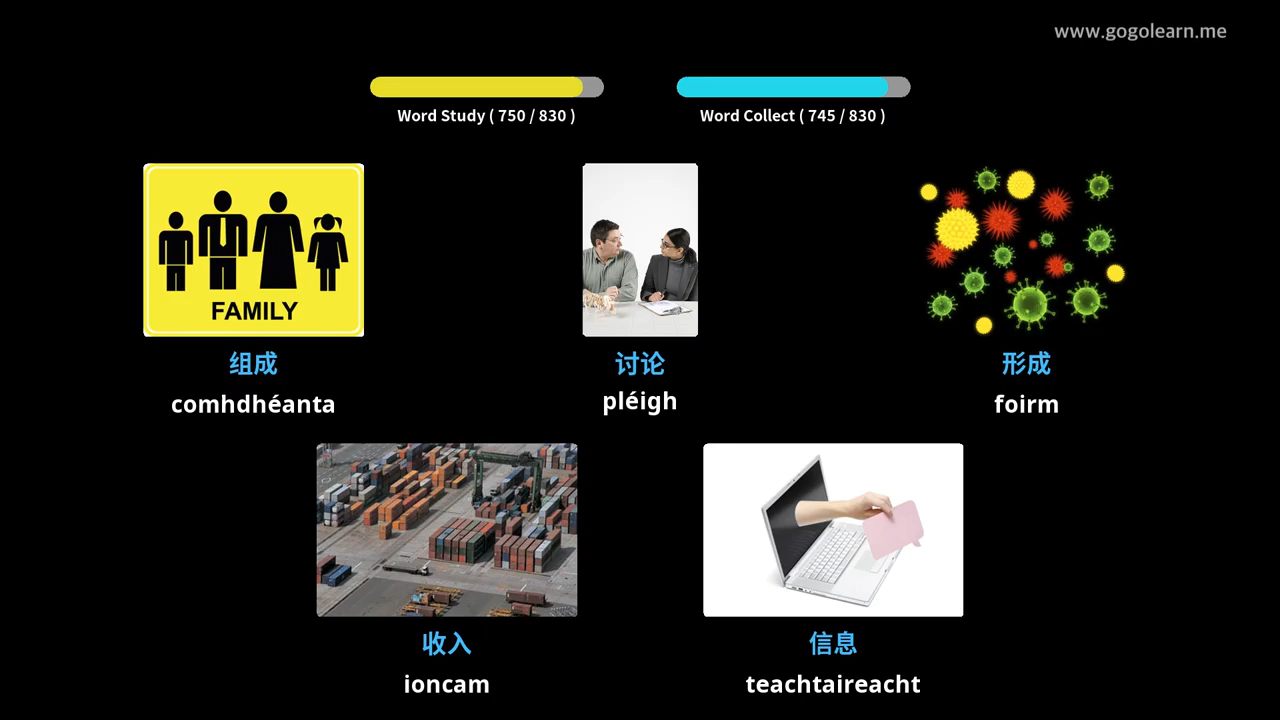 www.gogolearn.me
Word Study ( 750 / 830 )
Word Collect ( 745 / 830 )
FAMILY
组成
comhdhéanta
讨论
pléigh
形成
foirm
收入
ioncam
信息
teachtaireacht